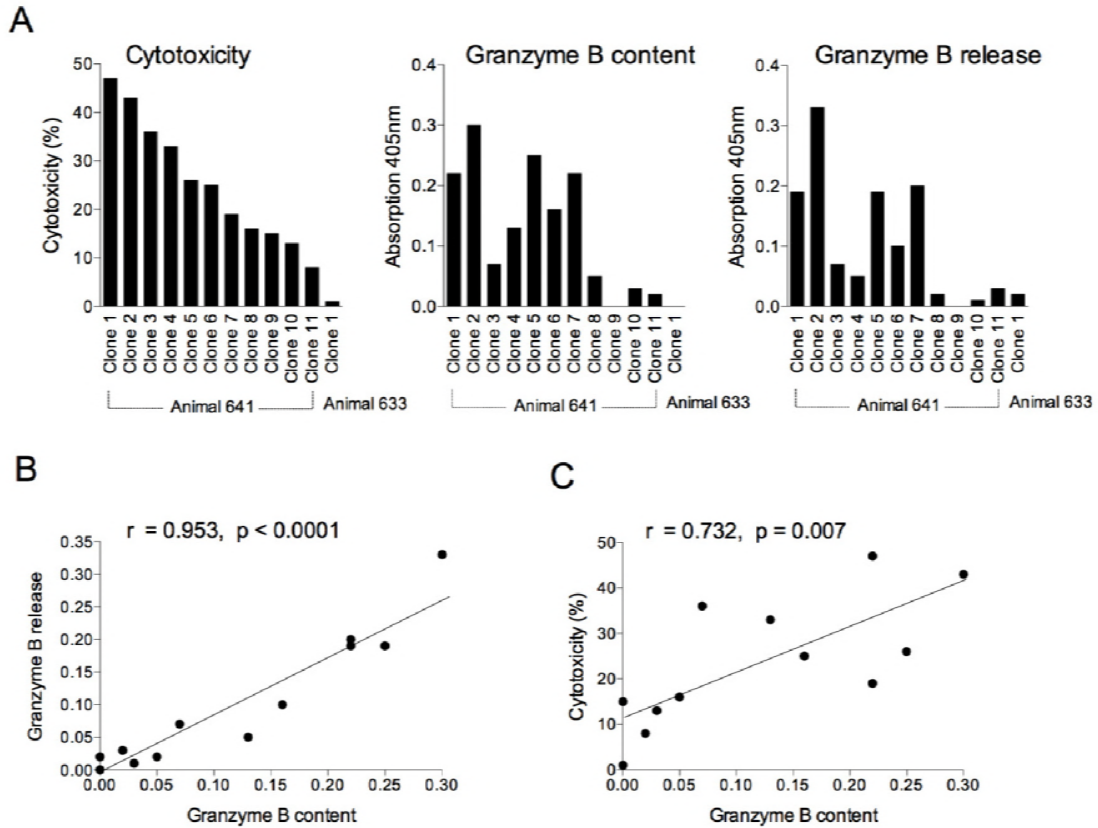 A
Cytotoxicity
Granzyme B content
Granzyme B release
Cytotoxicity (%)
50
40
30
20
10
0
Clone 1
Clone 2
Clone 3
Clone 4
Clone 5
Clone 6
Clone 7
Clone 8
Clone 9
Clone 10
Clone 11
Clone 1
Animal 641
Animal 633
Absorption 405nm
0.4
0.3
0.2
0.1
0.0
Clone 1
Clone 2
Clone 3
Clone 4
Clone 5
Clone 6
Clone 7
Clone 8
Clone 9
Clone 10
Clone 11
Clone 1
Animal 641
Animal 633
Absorption 405nm
0.4
0.3
0.2
0.1
0.0
Clone 1
Clone 2
Clone 3
Clone 4
Clone 5
Clone 6
Clone 7
Clone 8
Clone 9
Clone 10
Clone 11
Clone 1
Animal 641
Animal 633
B
r = 0.953, p < 0.0001
Granzyme B release
0.35
0.30
0.25
0.20
0.15
0.10
0.05
0.00
0.00 0.05 0.10 0.15 0.20 0.25 0.30
Granzyme B content
C
r = 0.732, p = 0.007
Cytotoxicity (%)
50
40
30
20
10
0
0.00 0.05 0.10 0.15 0.20 0.25 0.30
Granzyme B content